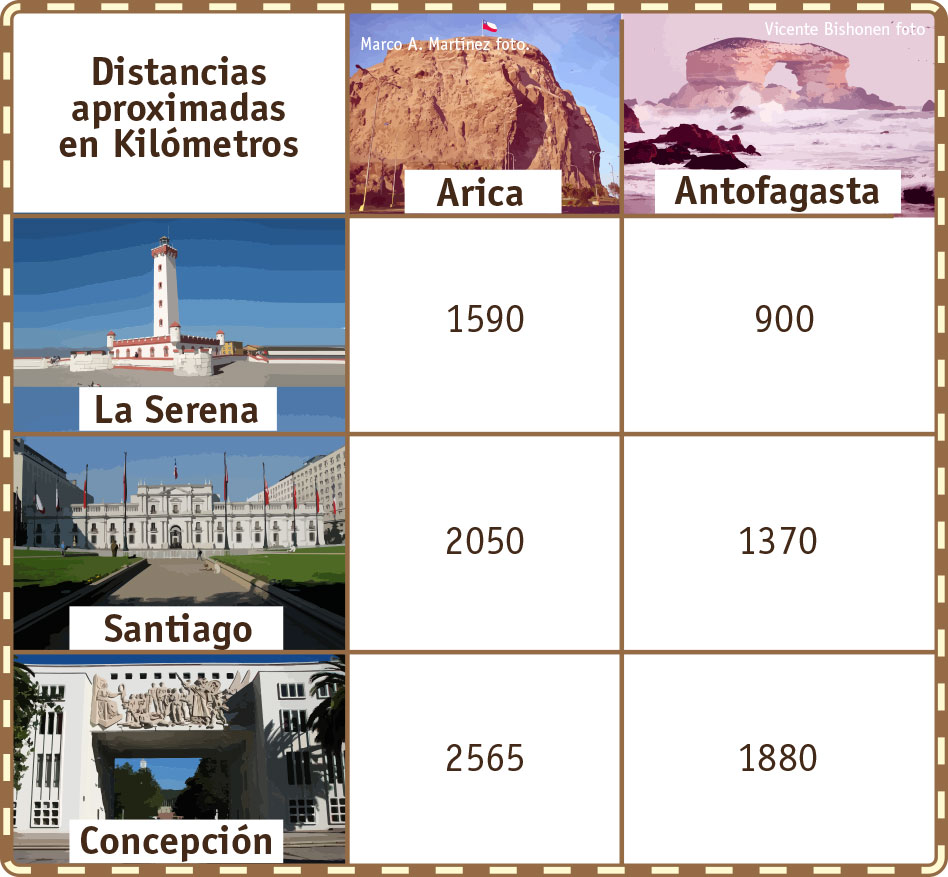 Distancias
aproximadas
en Kilómetros
Marco A. Martínez foto.
Arica
Vicente Bishonen foto
Antofagasta
La Serena
1590
900
Santiago
2050
1370
Concepción
2565
1880